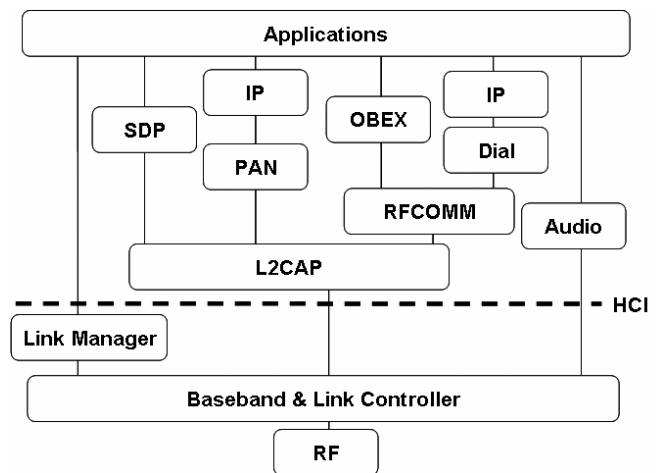 Applications
IP
IP
SDP
OBEX
Dial
PAN
RFCOMM
Audio
L2CAP
HCI
Link Manager
Baseband & Link Controller
RF